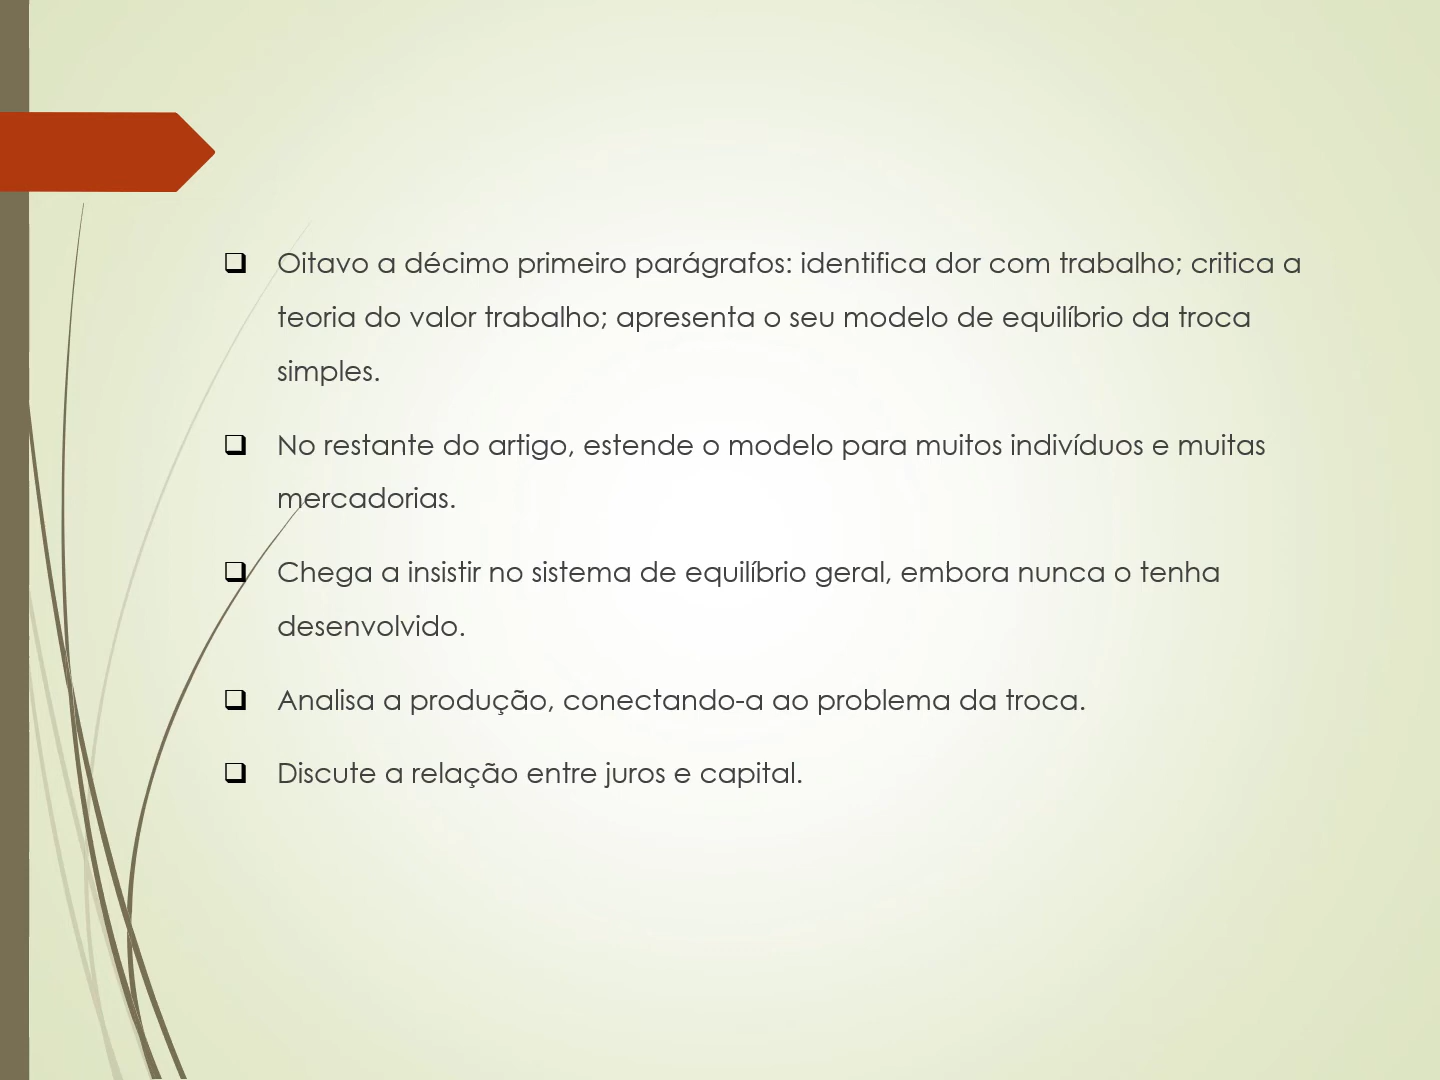 Oitavo a décimo primeiro parágrafos: identifica dor com trabalho; critica a
teoria do valor trabalho; apresenta o seu modelo de equilíbrio da troca
simples.
No restante do artigo, estende o modelo para muitos indivíduos e muitas
mercadorias.
Chega a insistir no sistema de equilíbrio geral, embora nunca o tenha
desenvolvido.
Analisa a produção, conectando-a ao problema da troca.
Discute a relação entre juros e capital.